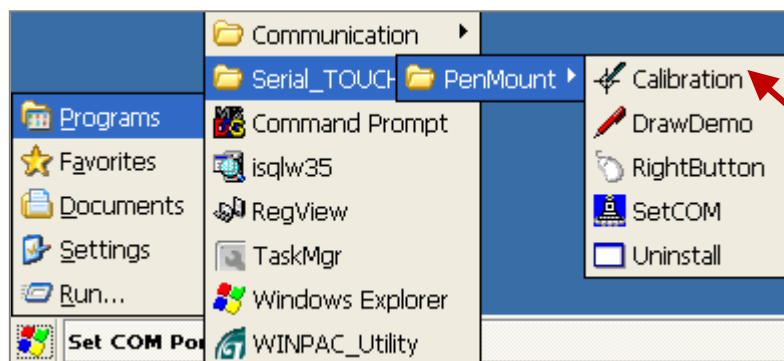 Programs
Favorites
Documents
Settings
Run...
Set COM Po
Communication
Serial_TOUCH
Command Prompt
isqlw35
RegView
TaskMgr
Windows Explorer
WINPAC_Utility
PenMount
Calibration
DrawDemo
RightButton
SetCOM
Uninstall